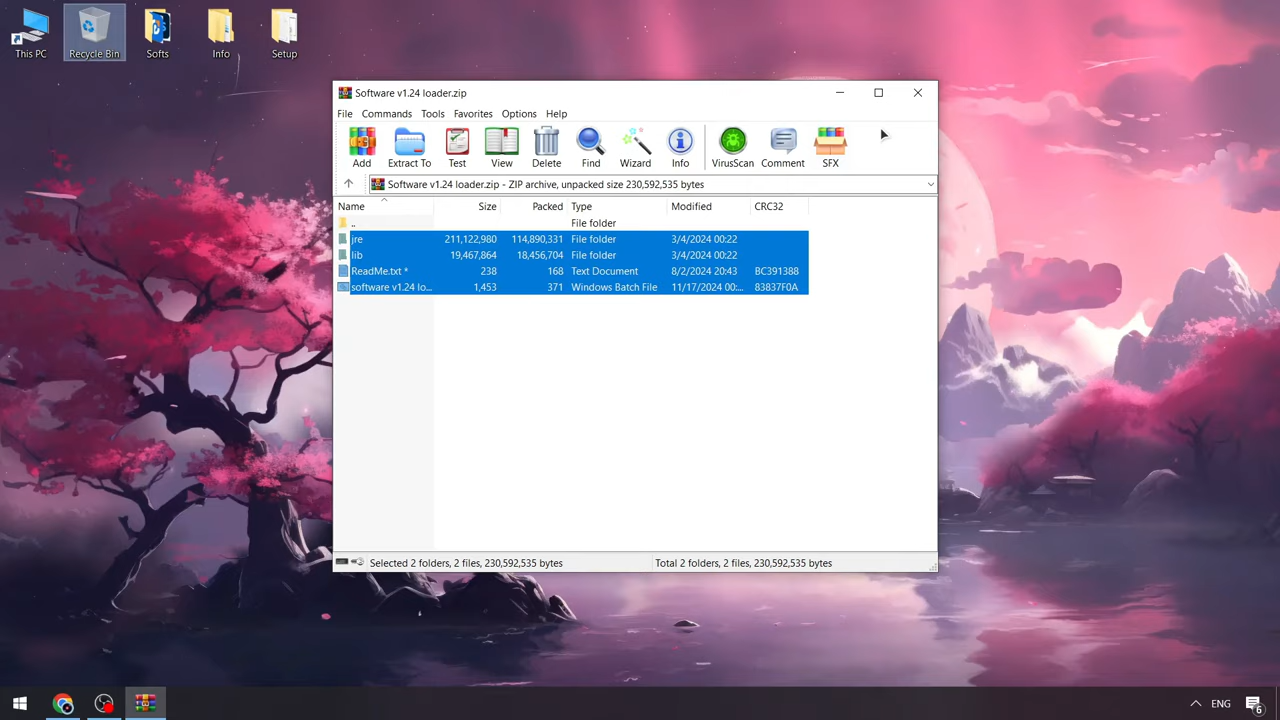 This PC
Recycle Bin
Softs
Info
Setup
Software v1.24 loader.zip
File Commands Tools Favorites Options Help
Add Extract To Test View Delete Find Wizard Info VirusScan Comment SFX
Software v1.24 loader.zip - ZIP archive, unpacked size 230,592,535 bytes
Name Size Packed Type Modified CRC32
.. File folder
jre 211,122,980 114,890,331 File folder 3/4/2024 00:22
lib 19,467,864 18,456,704 File folder 3/4/2024 00:22
ReadMe.txt * 238 168 Text Document 8/2/2024 20:43 BC391388
software v1.24 lo... 1,453 371 Windows Batch File 11/17/2024 00:... 83837F0A
Selected 2 folders, 2 files, 230,592,535 bytes
Total 2 folders, 2 files, 230,592,535 bytes
ENG
6